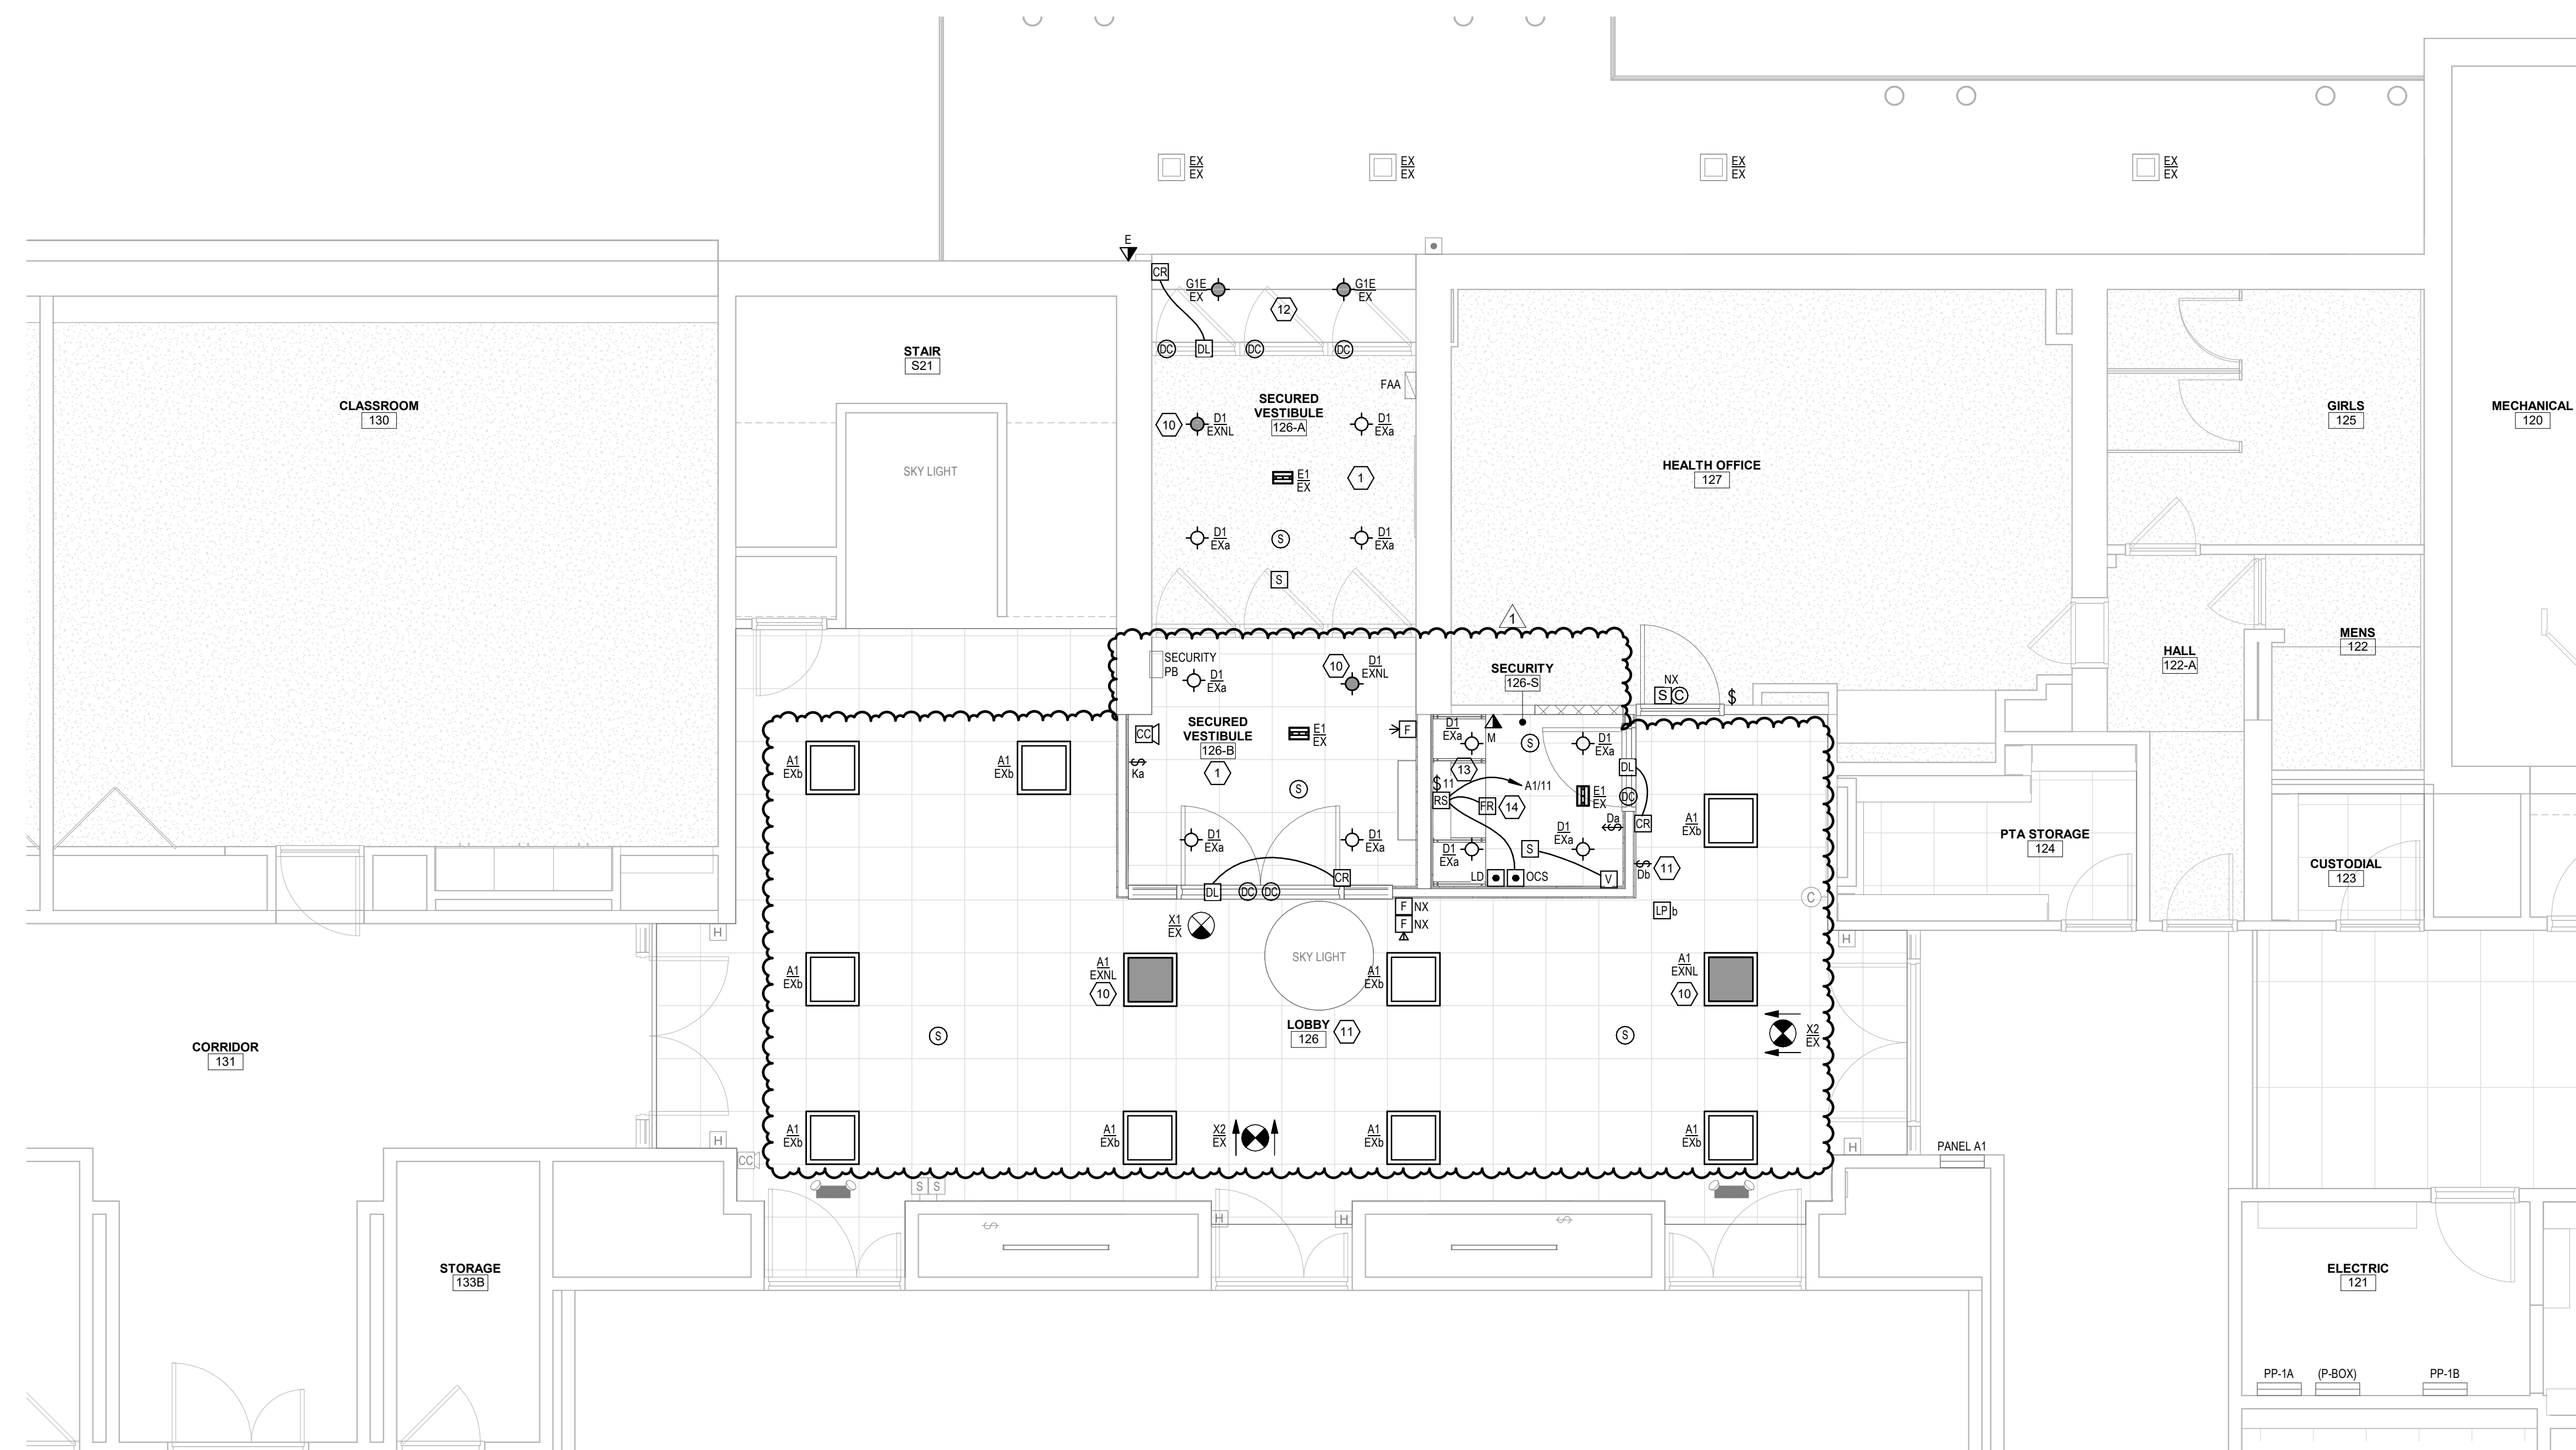 EX
EX
EX
EX
EX
EX
EX
EX
E
CR
G1E
EX
G1E
EX
12
DC
DL
DC
DC
STAIR
S21
SKY LIGHT
CLASSROOM
130
FAA
SECURED
VESTIBULE
126-A
10
D1
EXNL
D1
EXa
E1
EX
1
D1
EXa
S
D1
EXa
S
HEALTH OFFICE
127
GIRLS
125
MECHANICAL
120
1
SECURITY
126-S
SECURITY
PB
D1
EXa
10
D1
EXNL
NX
S C
$
HALL
122-A
MENS
122
CC
SECURED
VESTIBULE
126-B
1
$
Ka
E1
EX
F
S
D1
EXa
D1
EXa
DL
DC
DC
CR
D1
EXa
M
S
D1
EXa
13
$11
RS
FR
14
A1/11
E1
EX
DL
DC
CR
Da
$
D1
EXa
D1
EXa
S
LD
OCS
V
$
Db
11
LP b
C
A1
EXb
A1
EXb
A1
EXb
PTA STORAGE
124
CUSTODIAL
123
H
X1
EX
F NX
F NX
H
SKY LIGHT
A1
EXb
A1
EXNL
10
A1
EXb
A1
EXNL
10
CORRIDOR
131
S
LOBBY
126
11
S
X2
EX
H
A1
EXb
A1
EXb
X2
EX
A1
EXb
A1
EXb
H
PANEL A1
CC
S S
H
H
$
$
STORAGE
133B
ELECTRIC
121
PP-1A
(P-BOX)
PP-1B